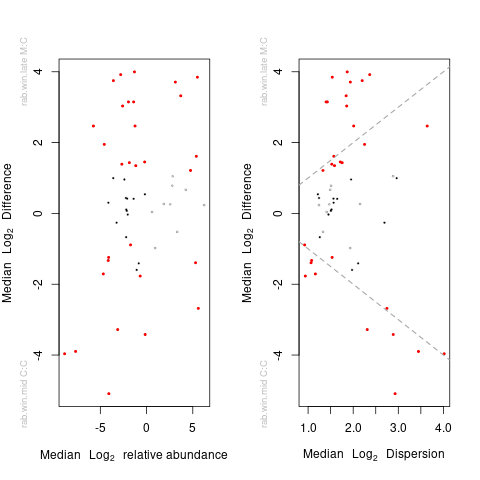 rab.win.late M:C
rab.win.mid C:C
Median Log2 Difference
4
2
0
-2
-4
-5
0
5
Median Log2 relative abundance
rab.win.late M:C
rab.win.mid C:C
Median Log2 Difference
4
2
0
-2
-4
1.0
2.0
3.0
4.0
Median Log2 Dispersion